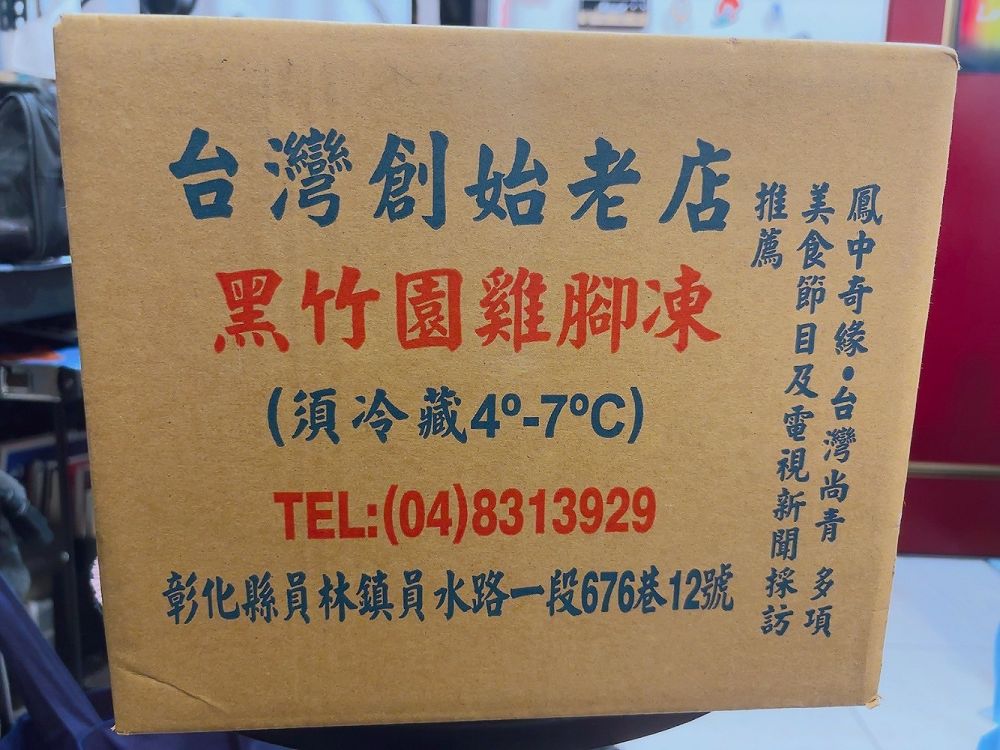 台灣創始老店
黑竹園雞腳凍
(須冷藏4º-7ºC)
TEL:(04)8313929
彰化縣員林鎮員水路一段676巷12號
鳳中奇緣•台灣尚青 多項
美食節目及電視新聞採訪
推薦